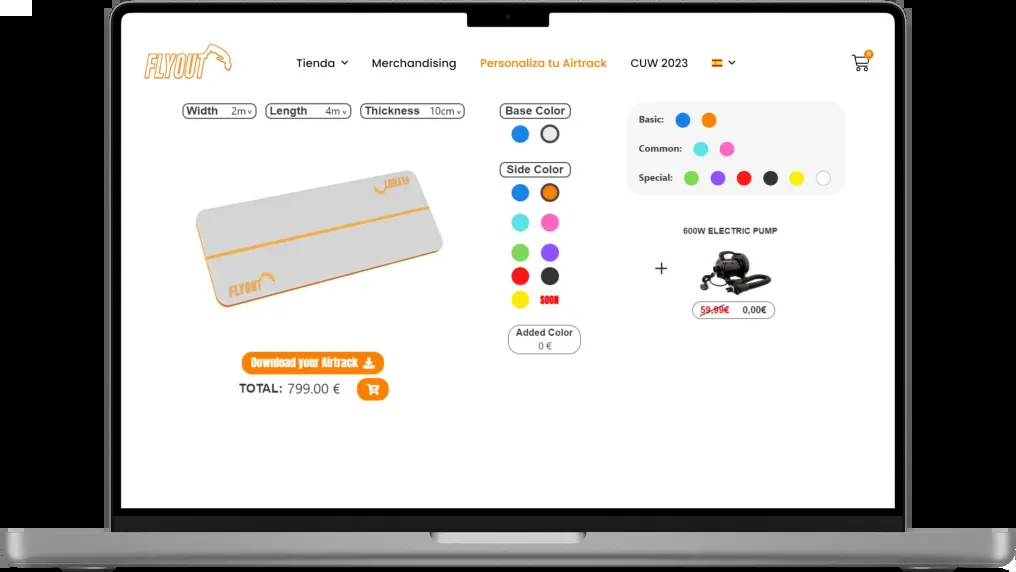 FLYOUT
Tienda
Merchandising
Personaliza tu Airtrack
CUW 2023
0
Width 2m
Length 4m
Thickness 10cm
FLYOUT
FLYOUT
Download your Airtrack
TOTAL: 799.00 €
Base Color
Side Color
SOON
Added Color
0 €
Basic:
Common:
Special:
600W ELECTRIC PUMP
+
59,99€ 0,00€